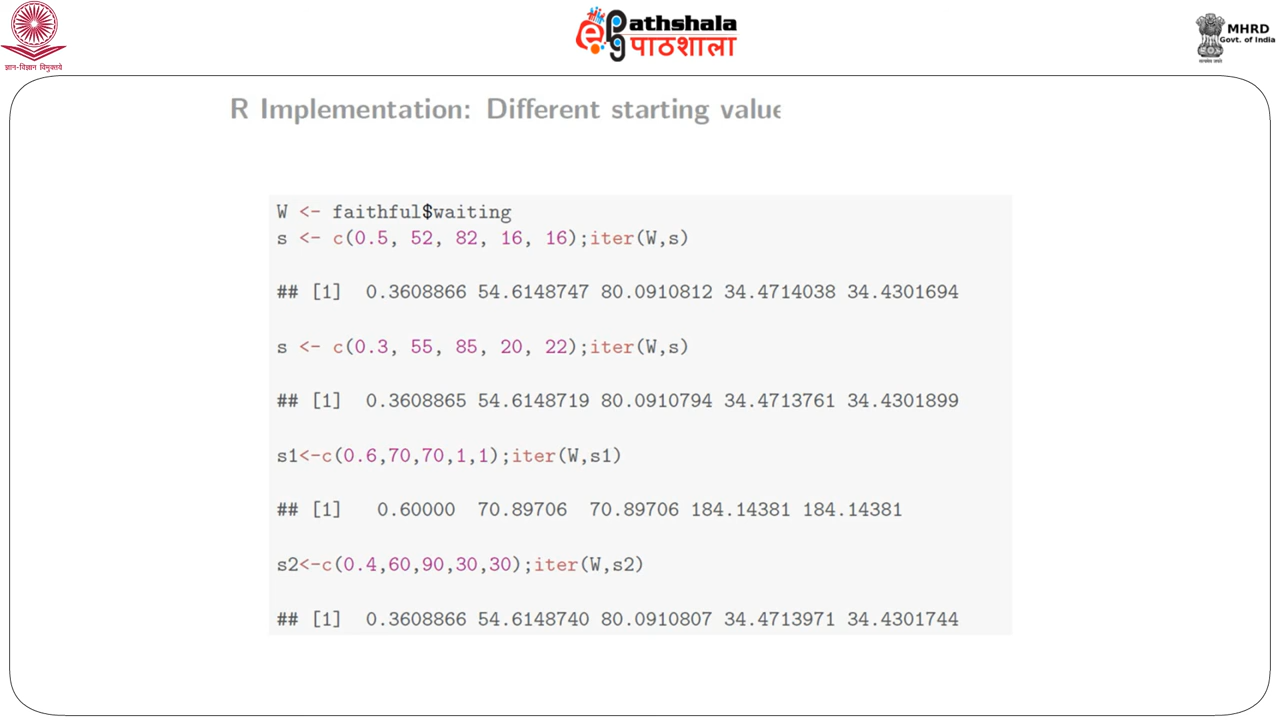 ज्ञान-विज्ञान विमुक्तये
ePathshala
पाठशाला
MHRD
Govt. of India
सत्यमेव जयते
R Implementation: Different starting value
W <- faithful$waiting
s <- c(0.5, 52, 82, 16, 16);iter(W,s)
## [1] 0.3608866 54.6148747 80.0910812 34.4714038 34.4301694
s <- c(0.3, 55, 85, 20, 22);iter(W,s)
## [1] 0.3608865 54.6148719 80.0910794 34.4713761 34.4301899
s1<-c(0.6,70,70,1,1);iter(W,s1)
## [1] 0.60000 70.89706 70.89706 184.14381 184.14381
s2<-c(0.4,60,90,30,30);iter(W,s2)
## [1] 0.3608866 54.6148740 80.0910807 34.4713971 34.4301744